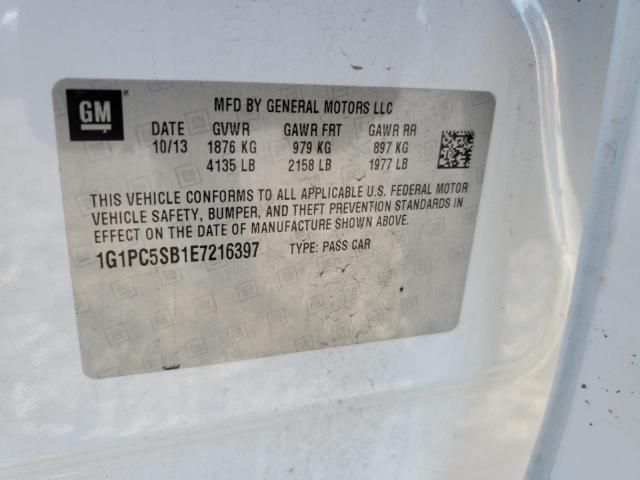 GM
MFD BY GENERAL MOTORS LLC
DATE GVWR GAWR FRT GAWR RR
10/13 1876 KG 979 KG 897 KG
4135 LB 2158 LB 1977 LB
THIS VEHICLE CONFORMS TO ALL APPLICABLE U.S. FEDERAL MOTOR
VEHICLE SAFETY, BUMPER, AND THEFT PREVENTION STANDARDS IN
EFFECT ON THE DATE OF MANUFACTURE SHOWN ABOVE.
1G1PC5SB1E7216397 TYPE: PASS CAR